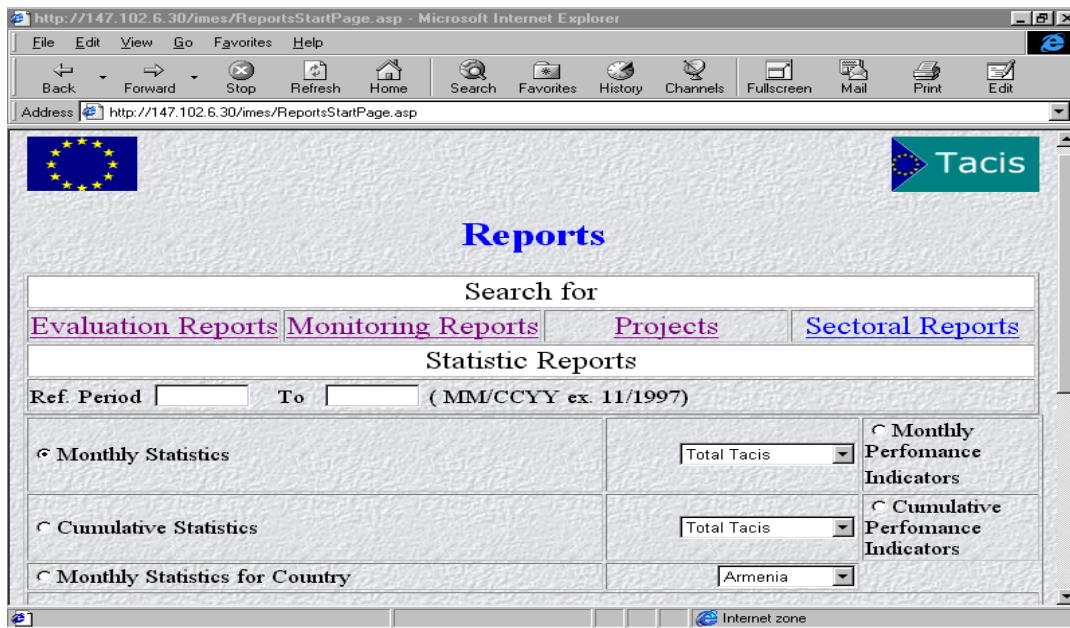 http://147.102.6.30/imes/ReportsStartPage.asp - Microsoft Internet Explorer
File Edit View Go Favorites Help
Back Forward Stop Refresh Home Search Favorites History Channels Fullscreen Mail Print Edit
Address http://147.102.6.30/imes/ReportsStartPage.asp
Tacis
Reports
Search for
Evaluation Reports Monitoring Reports Projects Sectoral Reports
Statistic Reports
Ref. Period To ( MM/CCYY ex. 11/1997)
Monthly Statistics Total Tacis Monthly
Perfomance
Indicators
Cumulative Statistics Total Tacis Cumulative
Perfomance
Indicators
Monthly Statistics for Country Armenia
Internet zone